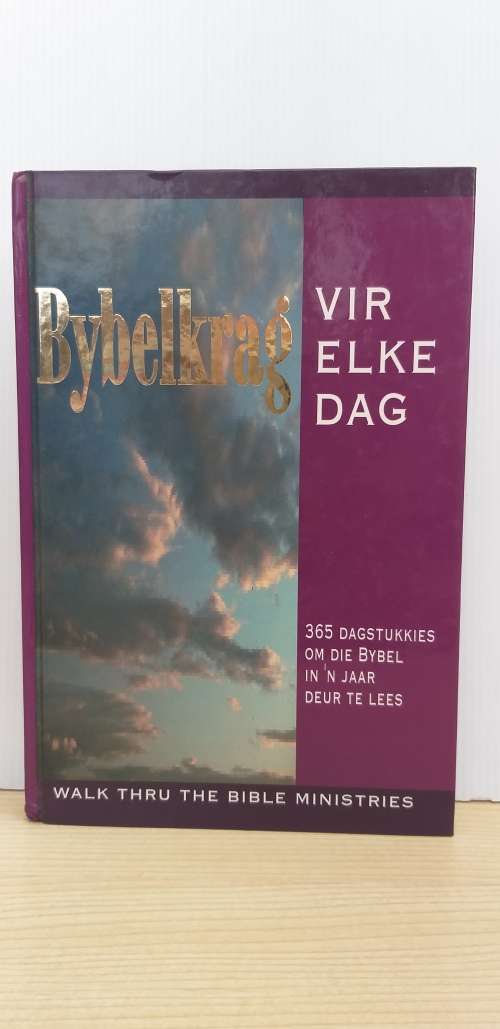 Bybelkrag
VIR
ELKE
DAG
365 DAGSTUKKIES
OM DIE BYBEL
IN 'N JAAR
DEUR TE LEES
WALK THRU THE BIBLE MINISTRIES